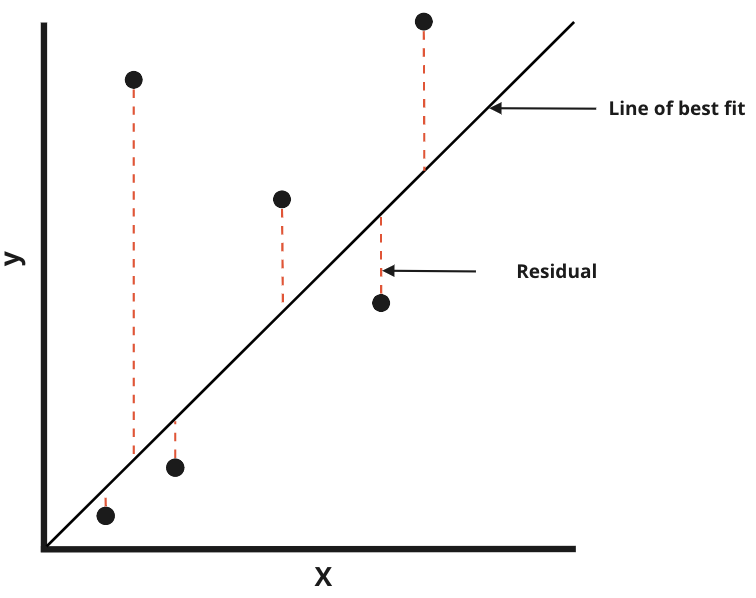 Line of best fit
y
Residual
X